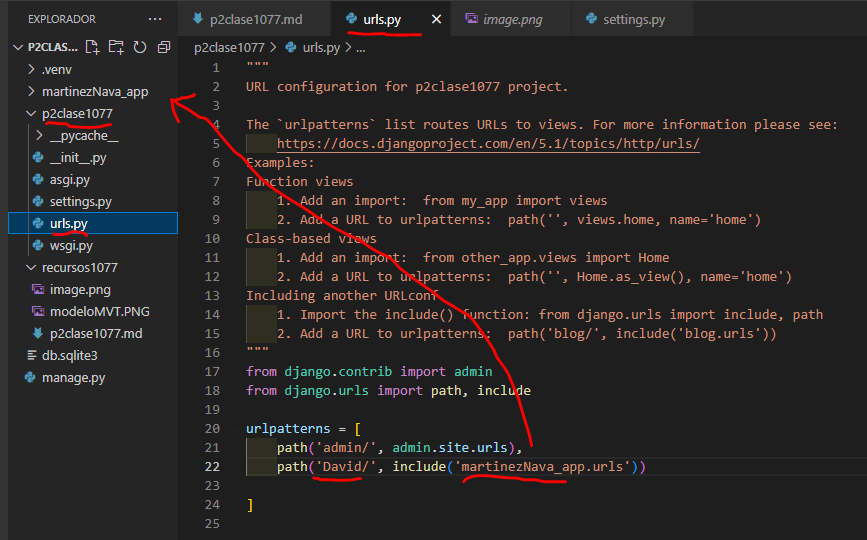 EXPLORADOR ...
P2CLAS...
.venv
martinezNava_app
p2clase1077
__pycache__
__init__.py
asgi.py
settings.py
urls.py
wsgi.py
recursos1077
image.png
modeloMVT.PNG
p2clase1077.md
db.sqlite3
manage.py
p2clase1077.md urls.py image.png settings.py
p2clase1077 > urls.py > ...
1 """
2 URL configuration for p2clase1077 project.
3
4 The `urlpatterns` list routes URLs to views. For more information please see:
5 https://docs.djangoproject.com/en/5.1/topics/http/urls/
6 Examples:
7 Function views
8 1. Add an import:  from my_app import views
9 2. Add a URL to urlpatterns:  path('', views.home, name='home')
10 Class-based views
11 1. Add an import:  from other_app.views import Home
12 2. Add a URL to urlpatterns:  path('', Home.as_view(), name='home')
13 Including another URLconf
14 1. Import the include() function: from django.urls import include, path
15 2. Add a URL to urlpatterns:  path('blog/', include('blog.urls'))
16 """
17 from django.contrib import admin
18 from django.urls import path, include
19
20 urlpatterns = [
21 path('admin/', admin.site.urls),
22 path('David/', include('martinezNava_app.urls'))
23
24 ]
25